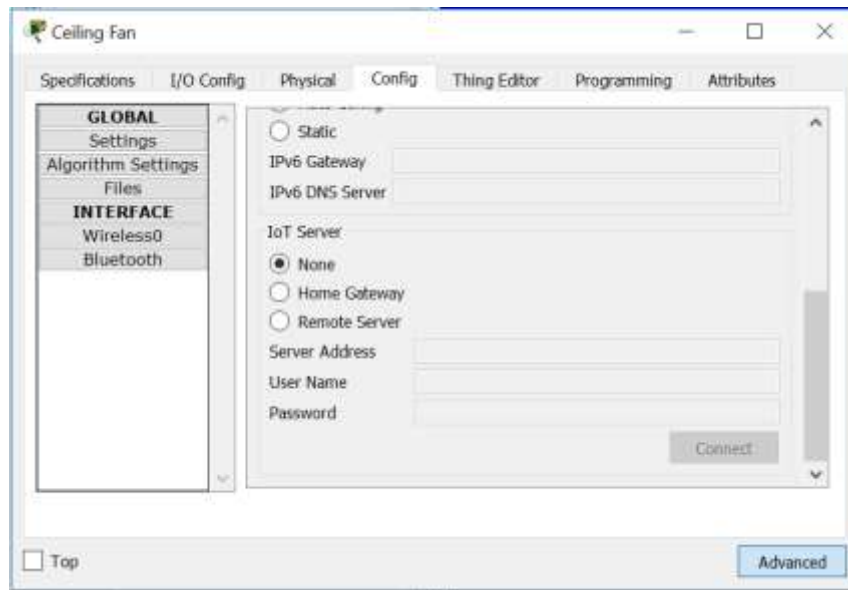 Ceiling Fan
Specifications I/O Config Physical Config Thing Editor Programming Attributes
GLOBAL
Settings
Algorithm Settings
Files
INTERFACE
Wireless0
Bluetooth
Static
IPv6 Gateway
IPv6 DNS Server
IoT Server
None
Home Gateway
Remote Server
Server Address
User Name
Password
Connect
Top
Advanced